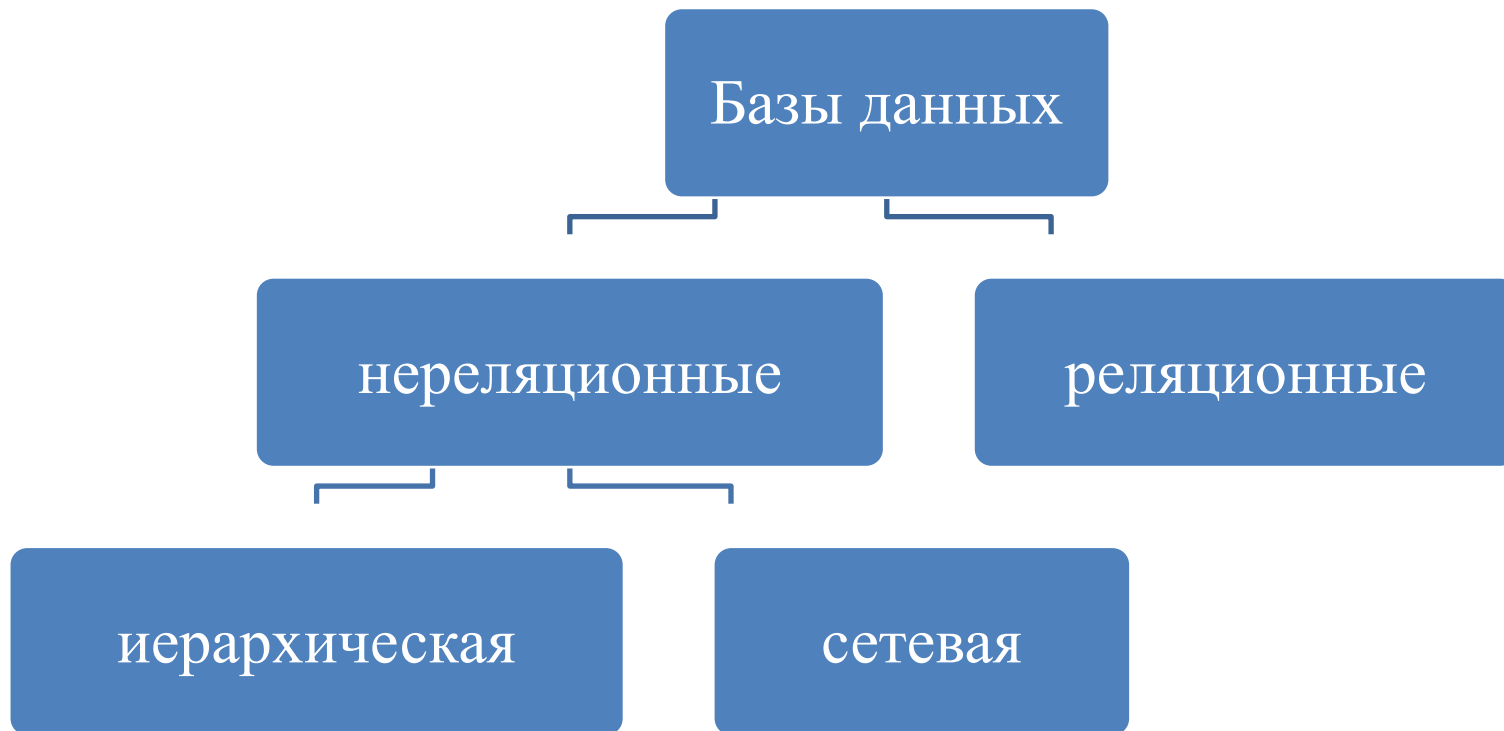 Базы данных
нереляционные
реляционные
иерархическая
сетевая